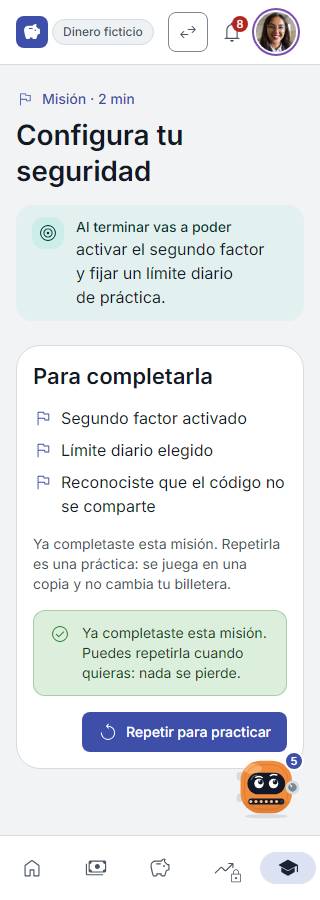 Dinero ficticio
8
Misión · 2 min
Configura tu
seguridad
Al terminar vas a poder
activar el segundo factor
y fijar un límite diario
de práctica.
Para completarla
Segundo factor activado
Límite diario elegido
Reconociste que el código no
se comparte
Ya completaste esta misión. Repetirla
es una práctica: se juega en una
copia y no cambia tu billetera.
Ya completaste esta misión.
Puedes repetirla cuando
quieras: nada se pierde.
Repetir para practicar
5